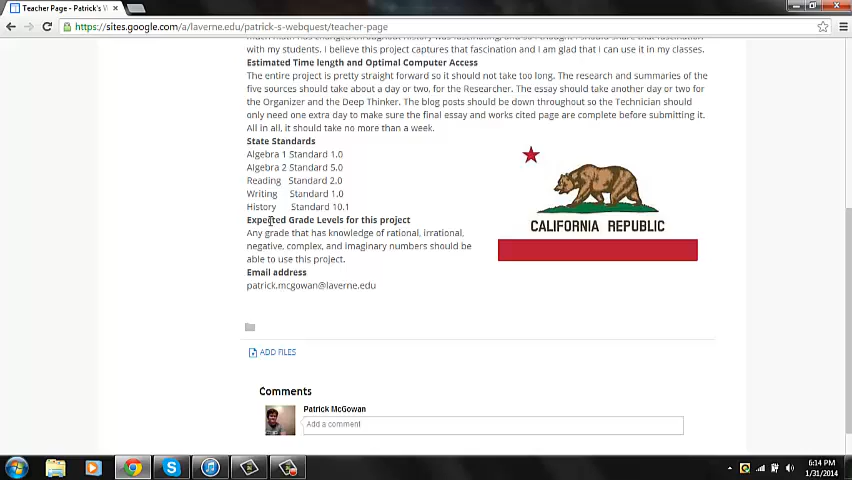 Teacher Page - Patrick's W
https://sites.google.com/a/laverne.edu/patrick-s-webquest/teacher-page
with my students. I believe this project captures that fascination and I am glad that i can use it in my classes.
Estimated Time length and Optimal Computer Access
The entire project is pretty straight forward so it should not take too long. The research and summaries of the
five sources should take about a day or two, for the Researcher. The essay should take another day or two for
the Organizer and the Deep Thinker. The blog posts should be down throughout so the Technician should
only need one extra day to make sure the final essay and works cited page are complete before submitting it.
All in all, it should take no more than a week.
State Standards
Algebra 1 Standard 1.0
Algebra 2 Standard 5.0
Reading Standard 2.0
Writing Standard 1.0
History Standard 10.1
Expected Grade Levels for this project
Any grade that has knowledge of rational, irrational,
negative, complex, and imaginary numbers should be
able to use this project.
Email address
patrick.mcgowan@laverne.edu
CALIFORNIA REPUBLIC
ADD FILES
Comments
Patrick McGowan
Add a comment
6:14 PM
1/31/2014